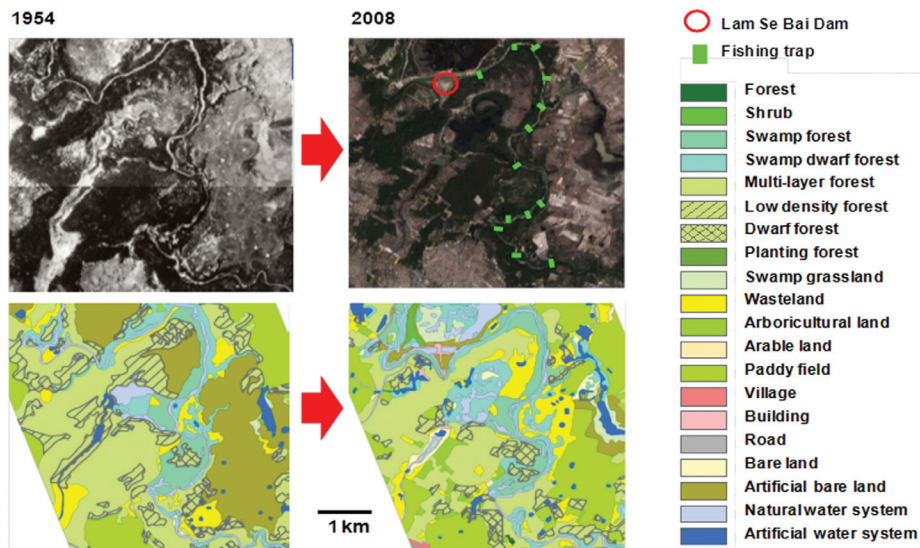 1954
2008
Lam Se Bai Dam
Fishing trap
Forest
Shrub
Swamp forest
Swamp dwarf forest
Multi-layer forest
Low density forest
Dwarf forest
Planting forest
Swamp grassland
Wasteland
Arboricultural land
Arable land
Paddy field
Village
Building
Road
Bare land
Artificial bare land
Natural water system
Artificial water system
1 km